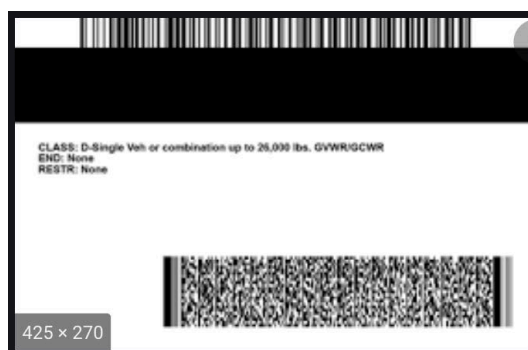 CLASS: D-Single Veh or combination up to 26,000 lbs. GVWR/GCWR
END: None
RESTR: None
425 × 270